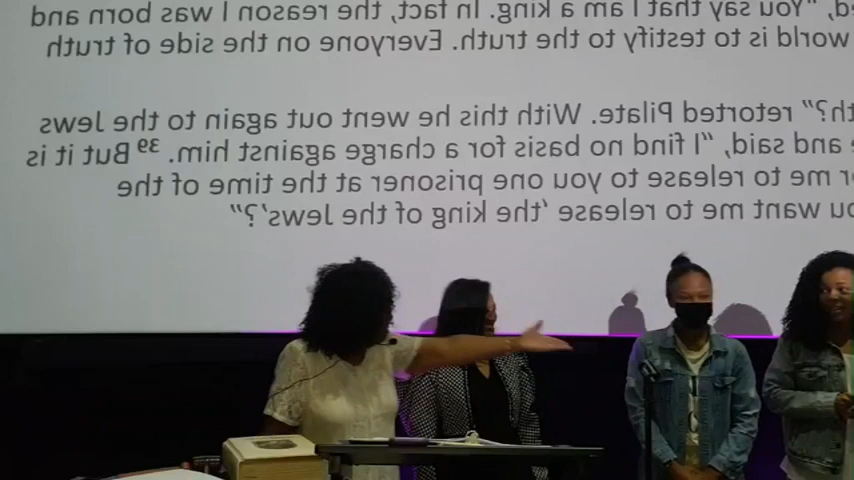 ed, "You say that I am a king. In fact, the reason I was born and
world is to testify to the truth. Everyone on the side of truth
th?" retorted Pilate. With this he went out again to the Jews
e and said, "I find no basis for a charge against him. ³⁹ But it is
or me to release to you one prisoner at the time of the
ou want me to release 'the king of the Jews'?"